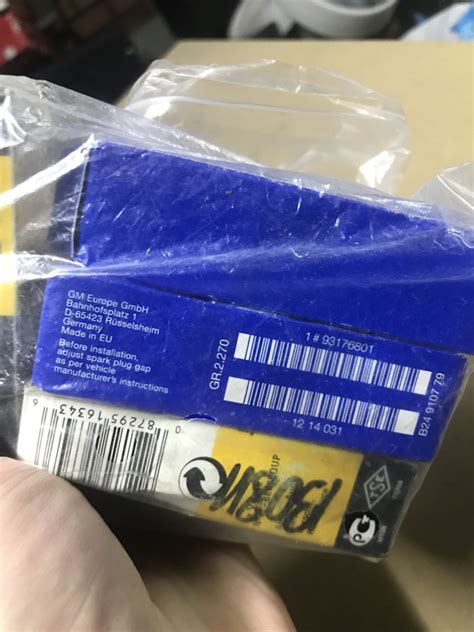 GM Europe GmbH
Bahnhofsplatz 1
D-65423 Rüsselsheim
Germany
Made in EU
Before installation,
adjust spark plug gap
as per vehicle
manufacturer's instructions
GR.2.270
1 # 93176801
12 14 031
B24 9107 79
0 87295 16343 6
TSE